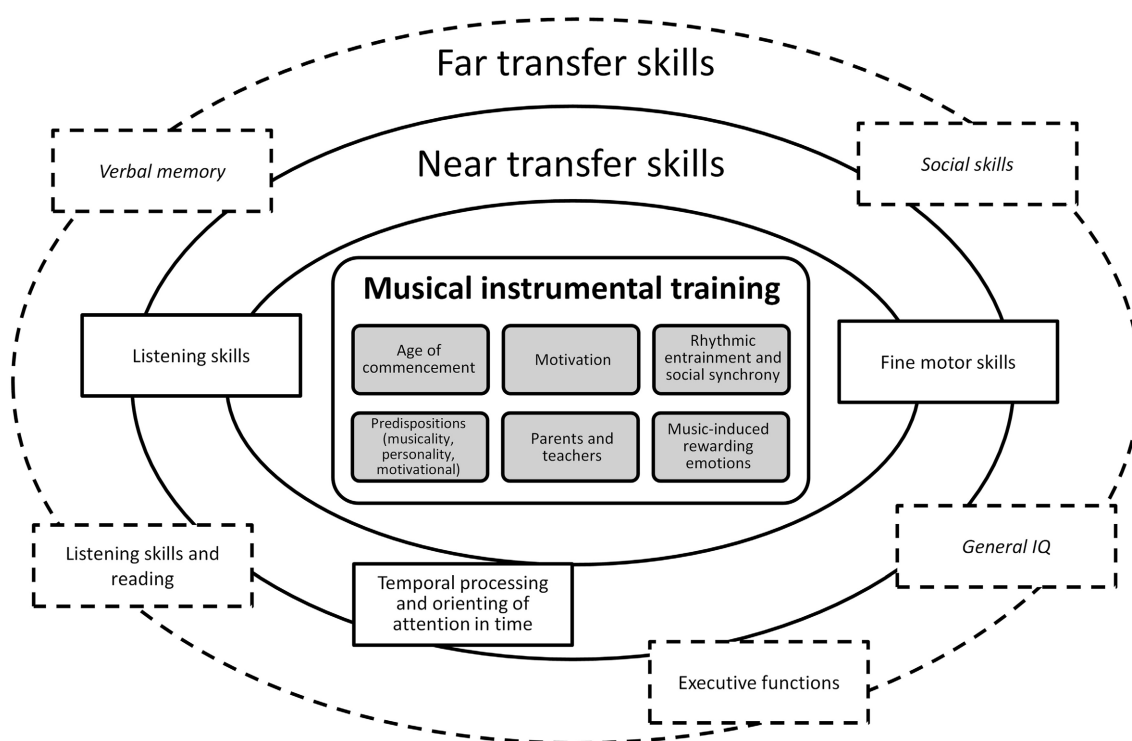 Far transfer skills
Verbal memory
Social skills
Near transfer skills
Musical instrumental training
Listening skills
Age of
commencement
Motivation
Rhythmic
entrainment and
social synchrony
Fine motor skills
Predispositions
(musicality,
personality,
motivational)
Parents and
teachers
Music-induced
rewarding
emotions
Listening skills and
reading
General IQ
Temporal processing
and orienting of
attention in time
Executive functions